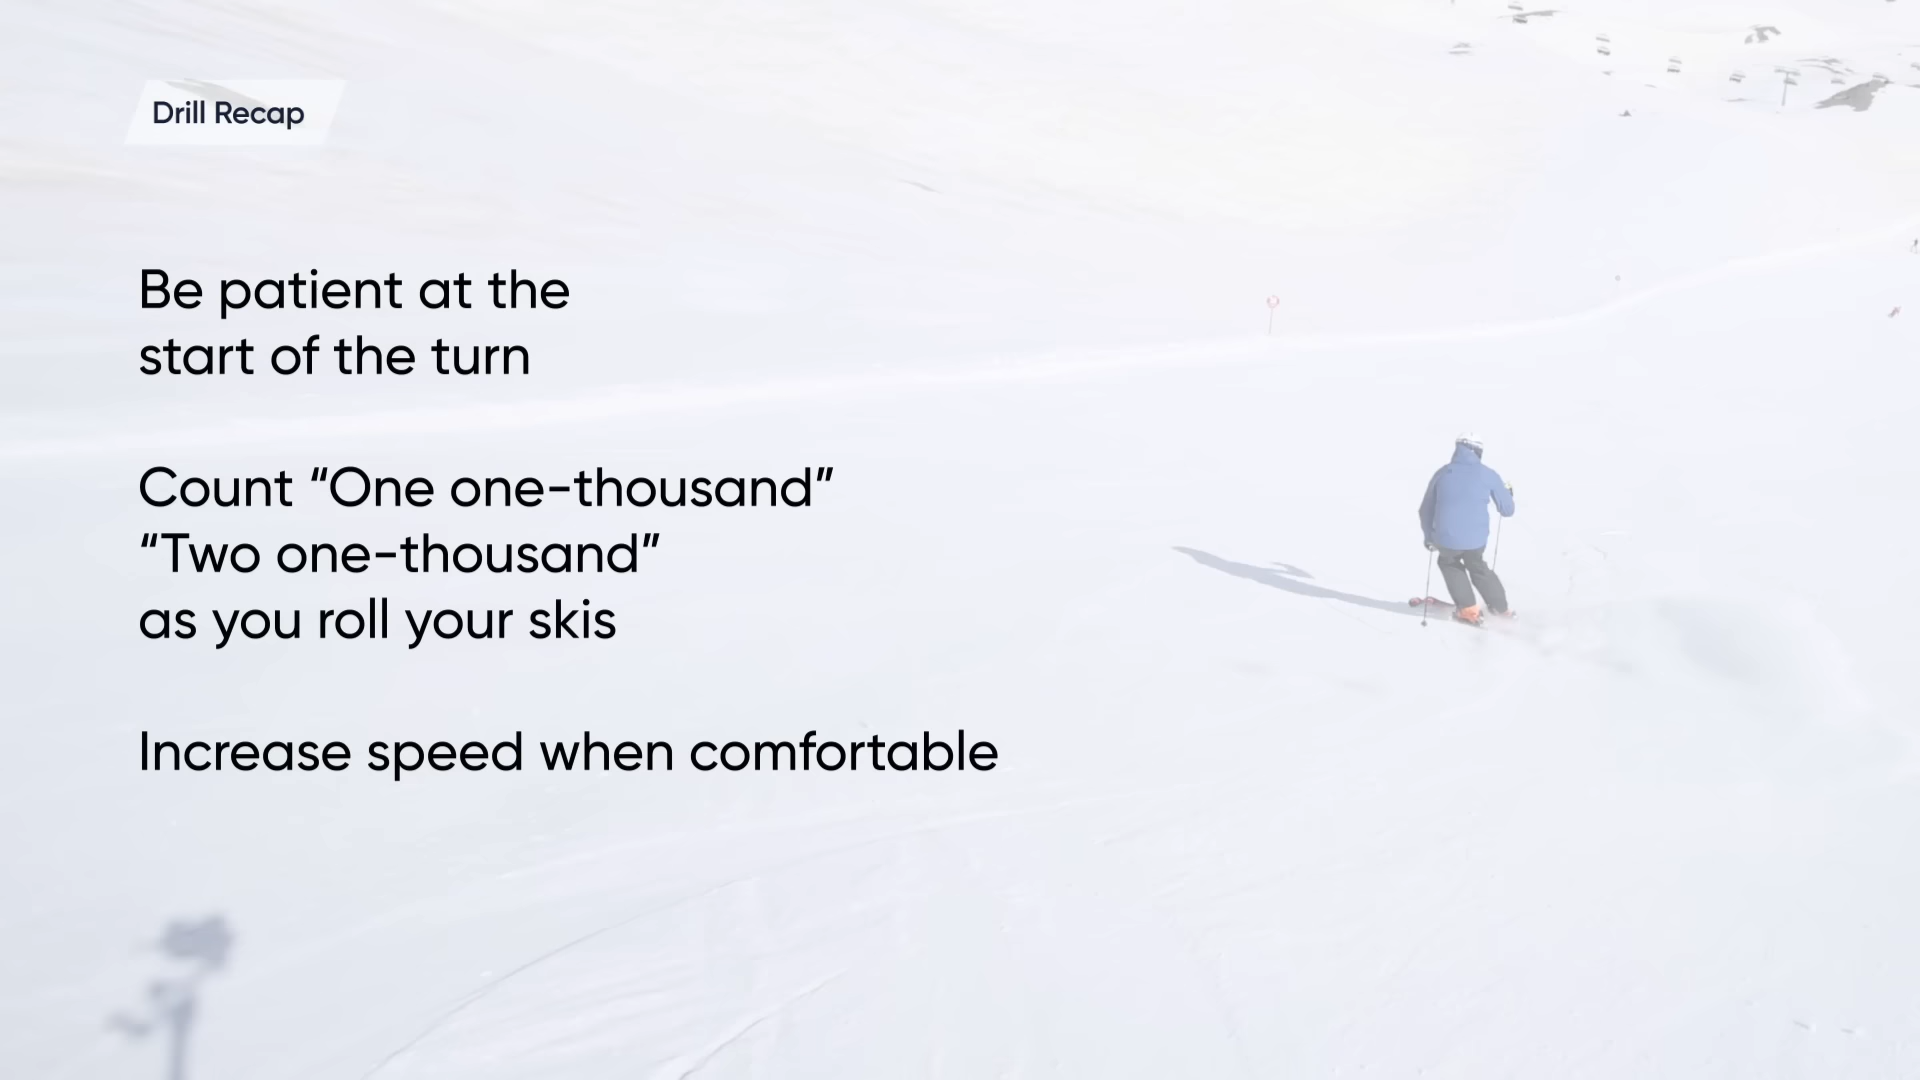 Drill Recap
Be patient at the
start of the turn
Count “One one-thousand”
“Two one-thousand”
as you roll your skis
Increase speed when comfortable